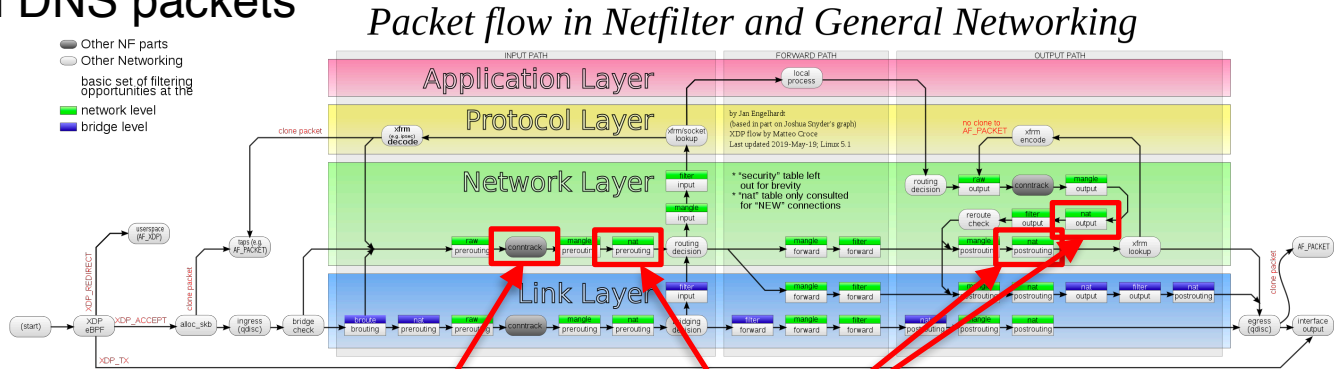 DNS packets
Packet flow in Netfilter and General Networking
Other NF parts
Other Networking
basic set of filtering
opportunities at the
network level
bridge level
INPUT PATH
FORWARD PATH
OUTPUT PATH
Application Layer
local
process
Protocol Layer
clone packet
xfrm
(e.g. ipsec)
decode
xfrm/socket
lookup
by Jan Engelhardt
(based in part on Joshua Snyder's graph)
XDP flow by Matteo Croce
Last updated 2019-May-19; Linux 5.1
no clone to
AF_PACKET
xfrm
encode
Network Layer
filter
input
* "security" table left
out for brevity
* "nat" table only consulted
for "NEW" connections
routing
decision
raw
output
conntrack
mangle
output
mangle
input
reroute
check
filter
output
nat
output
userspace
(AF_XDP)
taps (e.g.
AF_PACKET)
raw
prerouting
conntrack
mangle
prerouting
nat
prerouting
routing
decision
mangle
forward
filter
forward
mangle
postrouting
nat
postrouting
xfrm
lookup
AF_PACKET
XDP_REDIRECT
clone packet
clone packet
Link Layer
filter
input
mangle
forward
filter
forward
mangle
postrouting
nat
postrouting
nat
output
filter
output
nat
postrouting
(start)
XDP
eBPF
XDP_ACCEPT
alloc_skb
ingress
(qdisc)
bridge
check
broute
brouting
nat
prerouting
raw
prerouting
conntrack
mangle
prerouting
nat
prerouting
bridging
decision
filter
forward
mangle
forward
filter
forward
nat
postrouting
mangle
postrouting
nat
postrouting
egress
(qdisc)
interface
output
XDP_TX